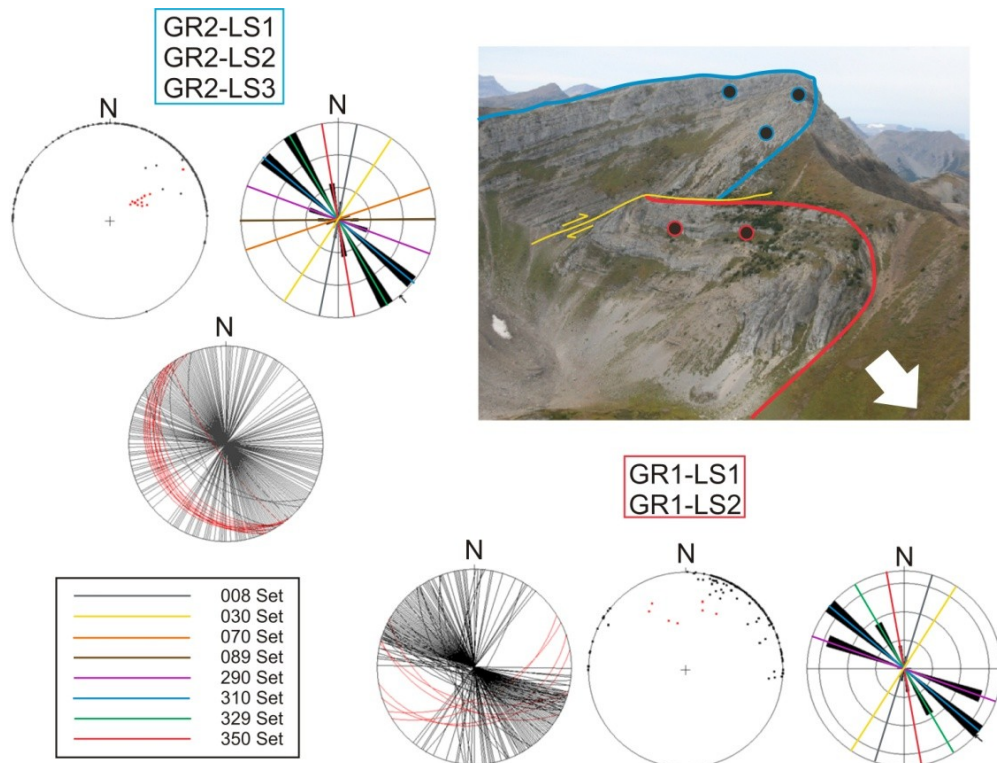 GR2-LS1
GR2-LS2
GR2-LS3
N
N
N
GR1-LS1
GR1-LS2
N
N
N
008 Set
030 Set
070 Set
089 Set
290 Set
310 Set
329 Set
350 Set